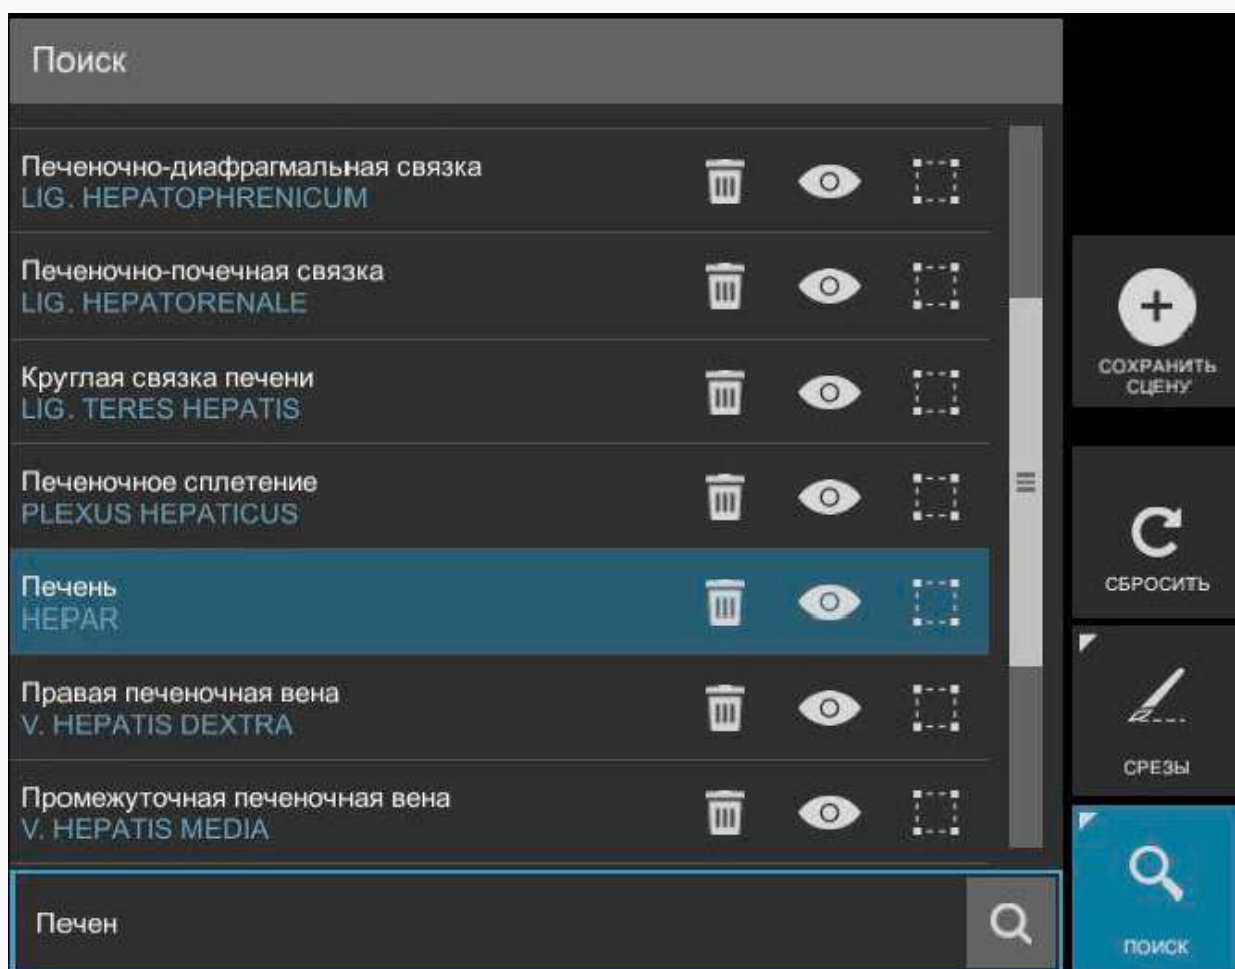 Поиск
Печеночно-диафрагмальная связка
LIG. HEPATOPHRENICUM
Печеночно-почечная связка
LIG. HEPATORENALE
Круглая связка печени
LIG. TERES HEPATIS
Печеночное сплетение
PLEXUS HEPATICUS
Печень
HEPAR
Правая печеночная вена
V. HEPATIS DEXTRA
Промежуточная печеночная вена
V. HEPATIS MEDIA
Печен
СОХРАНИТЬ
СЦЕНУ
СБРОСИТЬ
СРЕЗЫ
ПОИСК